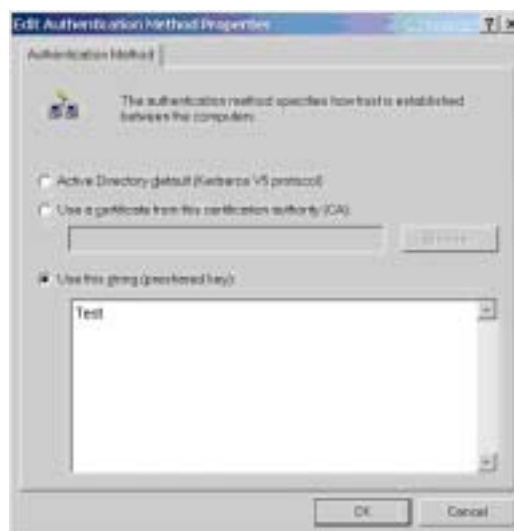 Edit Authentication Method Properties
Authentication Method
The authentication method specifies how trust is established
between the computers.
Active Directory default (Kerberos V5 protocol)
Use a certificate from this certification authority (CA):
Browse...
Use this string (preshared key):
Test
OK
Cancel